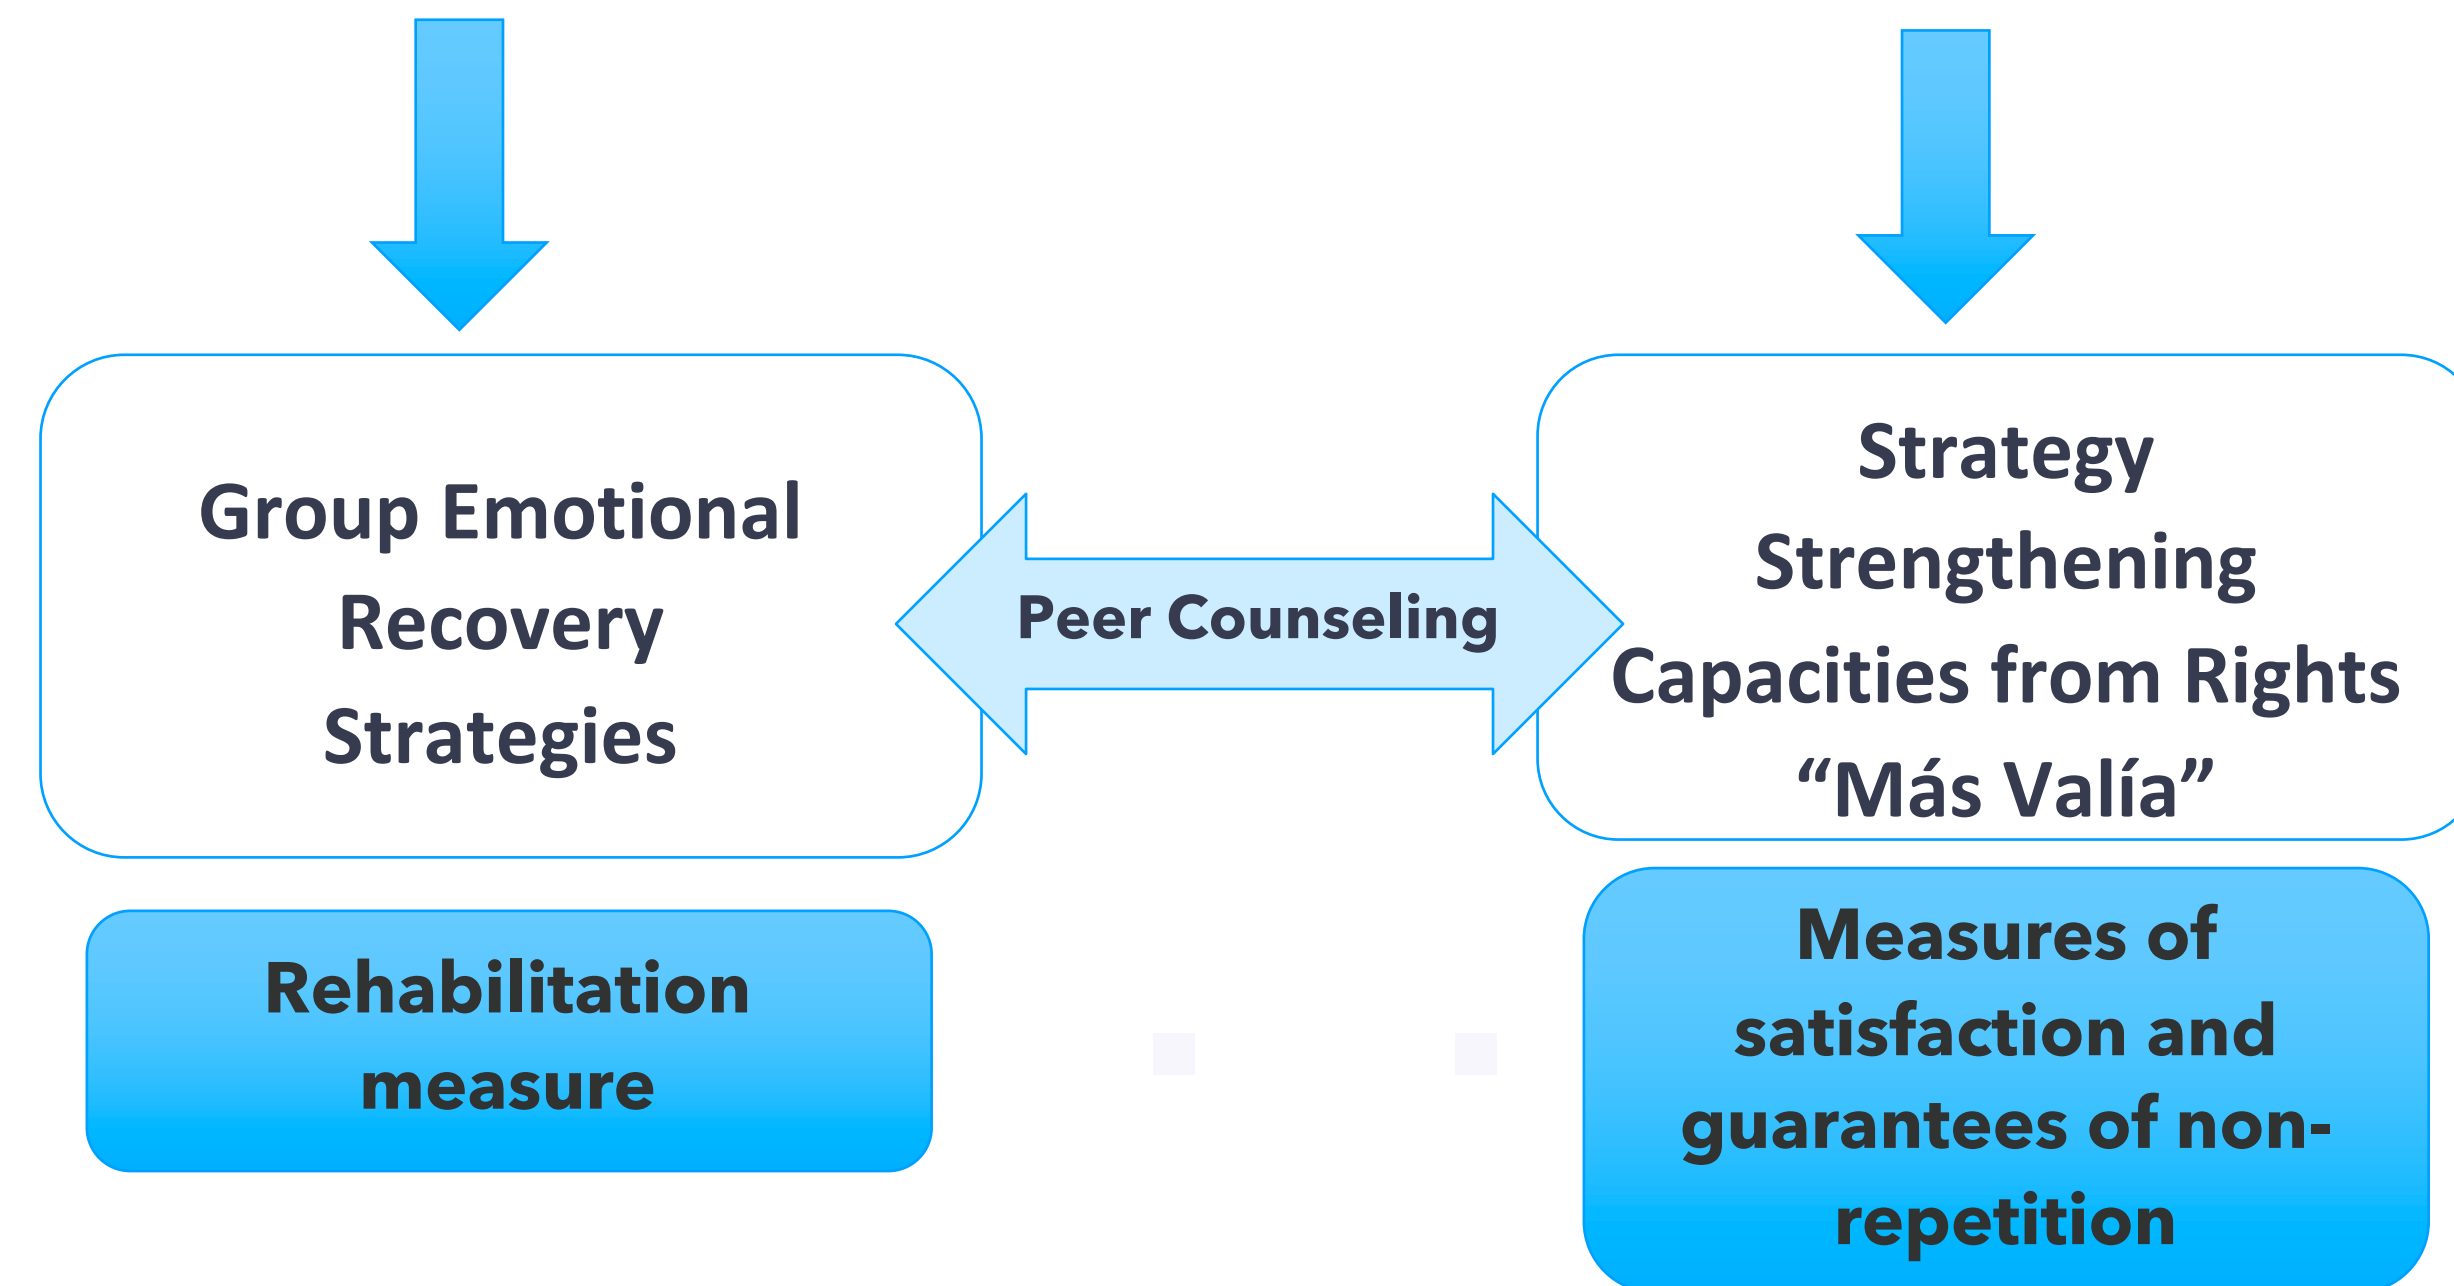 Group Emotional
Recovery
Strategies
Peer Counseling
Strategy
Strengthening
Capacities from Rights
“Más Valía”
Rehabilitation
measure
Measures of
satisfaction and
guarantees of non-
repetition